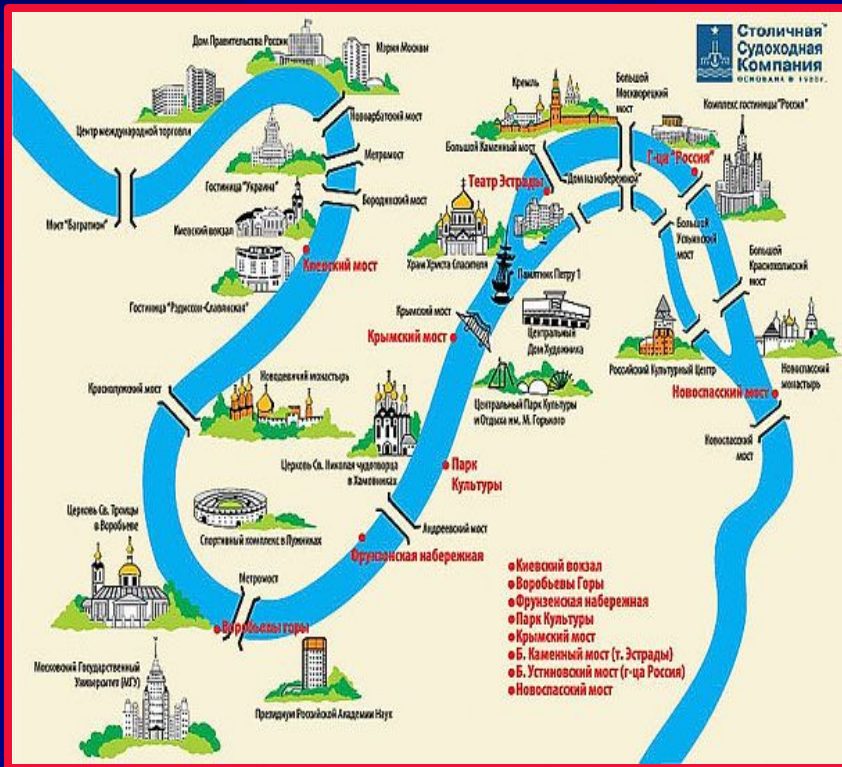 Столичная
Судоходная
Компания
Дом Правительства России
Мэрия Москвы
Центр международной торговли
Новоарбатский мост
Метромост
Гостиница "Украина"
Бородинский мост
Мост "Багратион"
Киевский вокзал
Киевский мост
Гостиница "Рэдиссон-Славянская"
Кремль
Большой
Москворецкий
мост
Комплекс гостиницы "Россия"
Большой Каменный мост
Г-ца "Россия"
Театр Эстрады
"Дом на набережной"
Храм Христа Спасителя
Большой
Устьинский
мост
Большой
Краснохолмский
мост
Памятник Петру 1
Крымский мост
Крымский мост
Центральный
Дом Художника
Российский Культурный Центр
Новоспасский
монастырь
Новоспасский мост
Новоспасский
мост
Центральный Парк Культуры
и Отдыха им. М. Горького
Краснолужский мост
Новодевичий монастырь
Церковь Св. Николая чудотворца
в Хамовниках
Парк
Культуры
Церковь Св. Троицы
в Воробьеве
Спортивный комплекс в Лужниках
Андреевский мост
Фрунзенская набережная
Метромост
Воробьевы горы
Московский Государственный
Университет (МГУ)
Президиум Российской Академии Наук
Киевский вокзал
Воробьевы Горы
Фрунзенская набережная
Парк Культуры
Крымский мост
Б. Каменный мост (т. Эстрады)
Б. Устиновский мост (г-ца Россия)
Новоспасский мост